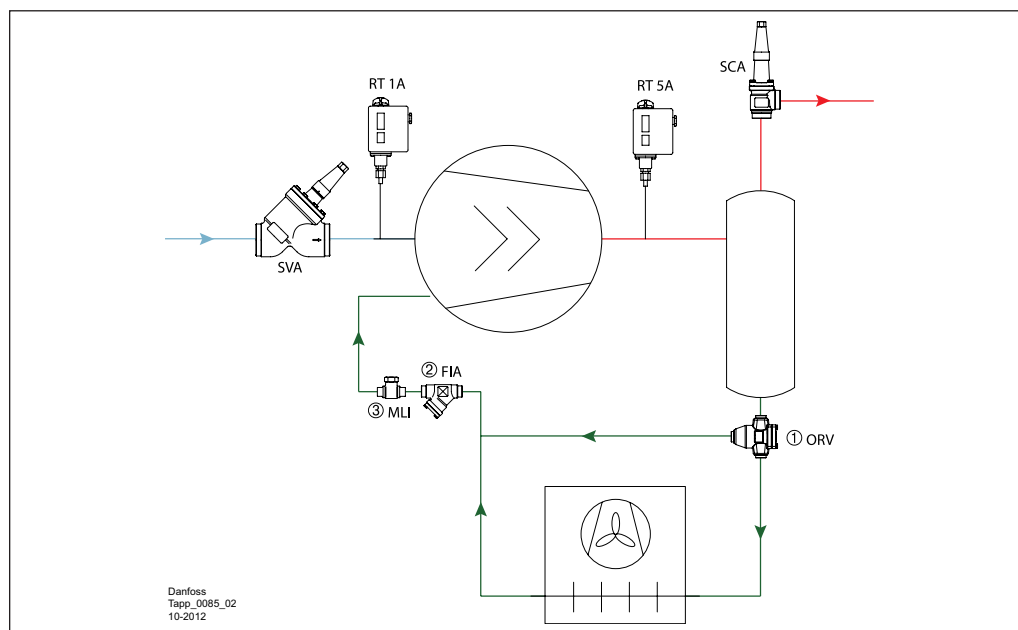 SCA
RT 1A
RT 5A
SVA
② FIA
③ MLI
① ORV
Danfoss
Tapp_0085_02
10-2012